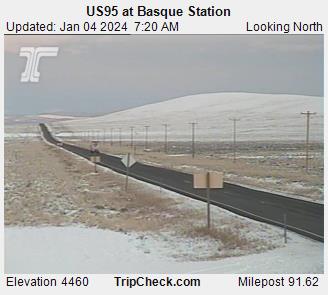 US95 at Basque Station
Updated: Jan 04 2024  7:20 AM  Looking North
Elevation 4460  TripCheck.com  Milepost 91.62